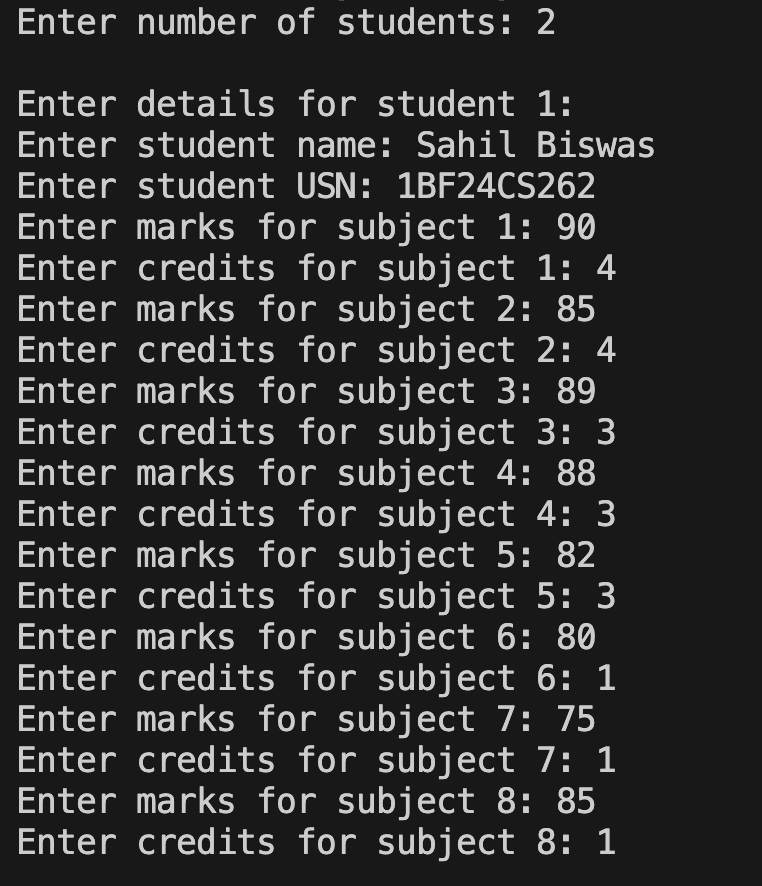 Enter number of students: 2
Enter details for student 1:
Enter student name: Sahil Biswas
Enter student USN: 1BF24CS262
Enter marks for subject 1: 90
Enter credits for subject 1: 4
Enter marks for subject 2: 85
Enter credits for subject 2: 4
Enter marks for subject 3: 89
Enter credits for subject 3: 3
Enter marks for subject 4: 88
Enter credits for subject 4: 3
Enter marks for subject 5: 82
Enter credits for subject 5: 3
Enter marks for subject 6: 80
Enter credits for subject 6: 1
Enter marks for subject 7: 75
Enter credits for subject 7: 1
Enter marks for subject 8: 85
Enter credits for subject 8: 1